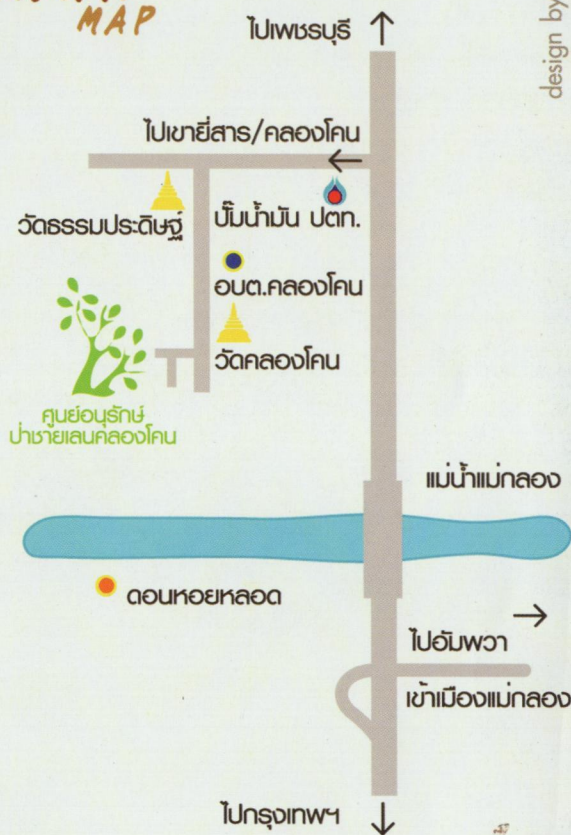 MAP
design by
ไปเพชรบุรี
ไปเขายี่สาร/คลองโคน
วัดธรรมประดิษฐ์
ปั๊มน้ำมัน ปตท.
อบต.คลองโคน
วัดคลองโคน
ศูนย์อนุรักษ์
ป่าชายเลนคลองโคน
แม่น้ำแม่กลอง
ดอนหอยหลอด
ไปอัมพวา
เข้าเมืองแม่กลอง
ไปกรุงเทพฯ